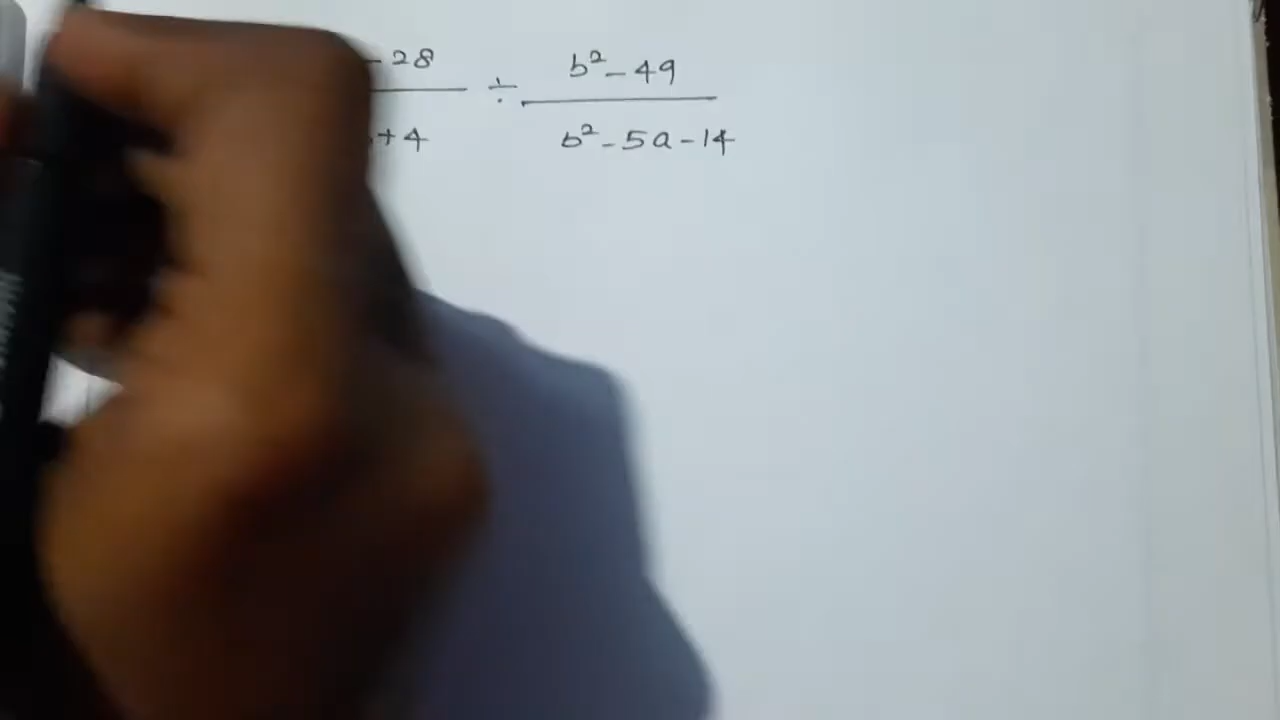 - 28 ÷ b² - 49
+ 4 b² - 5a - 14